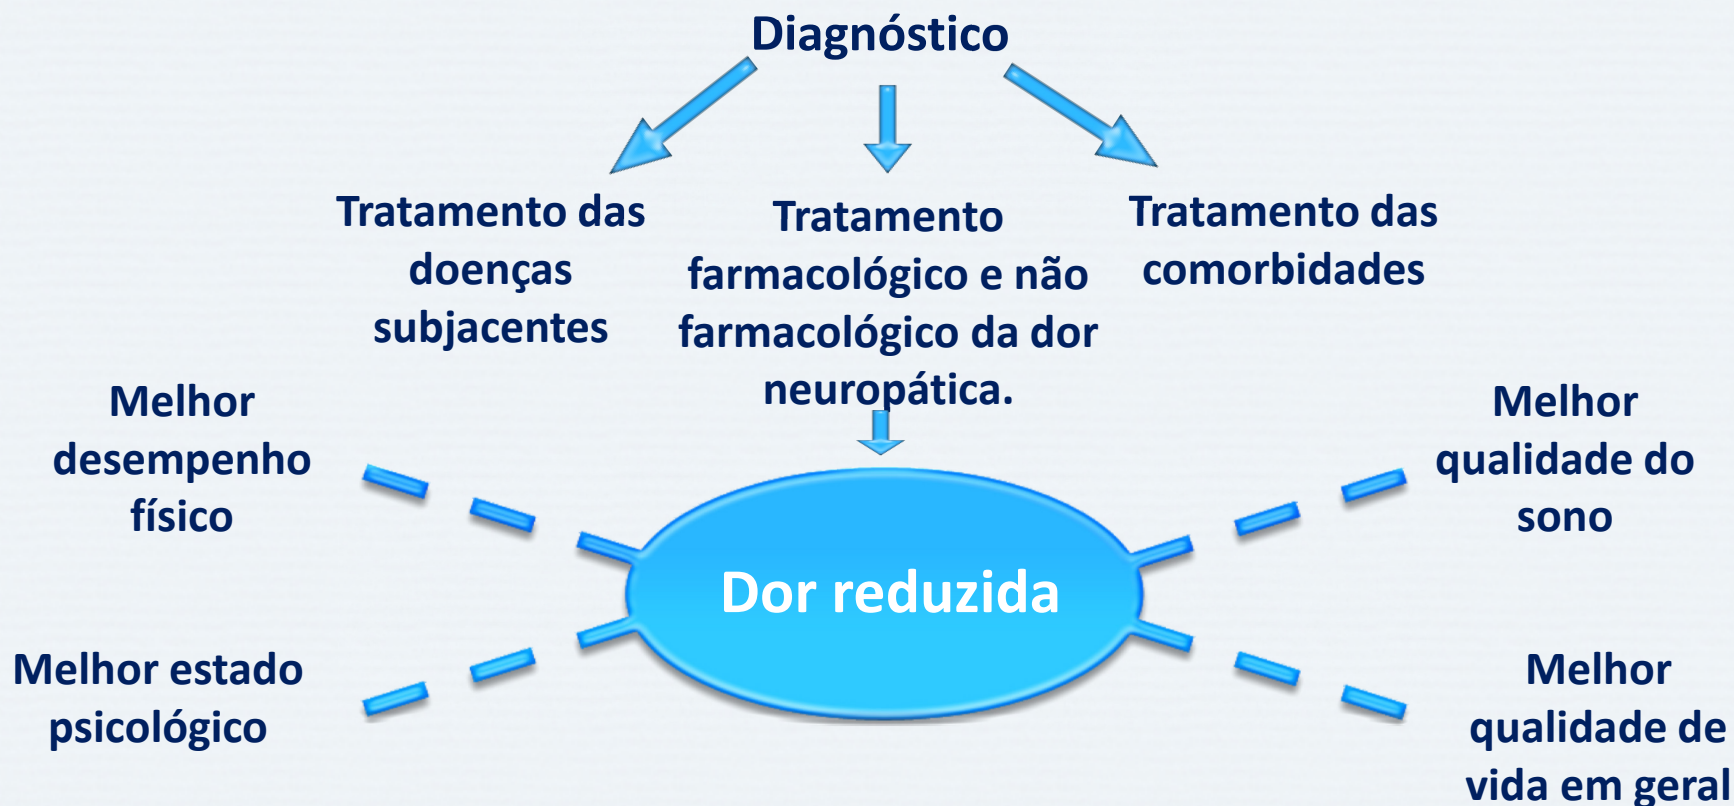 Diagnóstico
Tratamento das
doenças
subjacentes
Tratamento
farmacológico e não
farmacológico da dor
neuropática.
Tratamento das
comorbidades
Melhor
desempenho
físico
Melhor
qualidade do
sono
Dor reduzida
Melhor estado
psicológico
Melhor
qualidade de
vida em geral